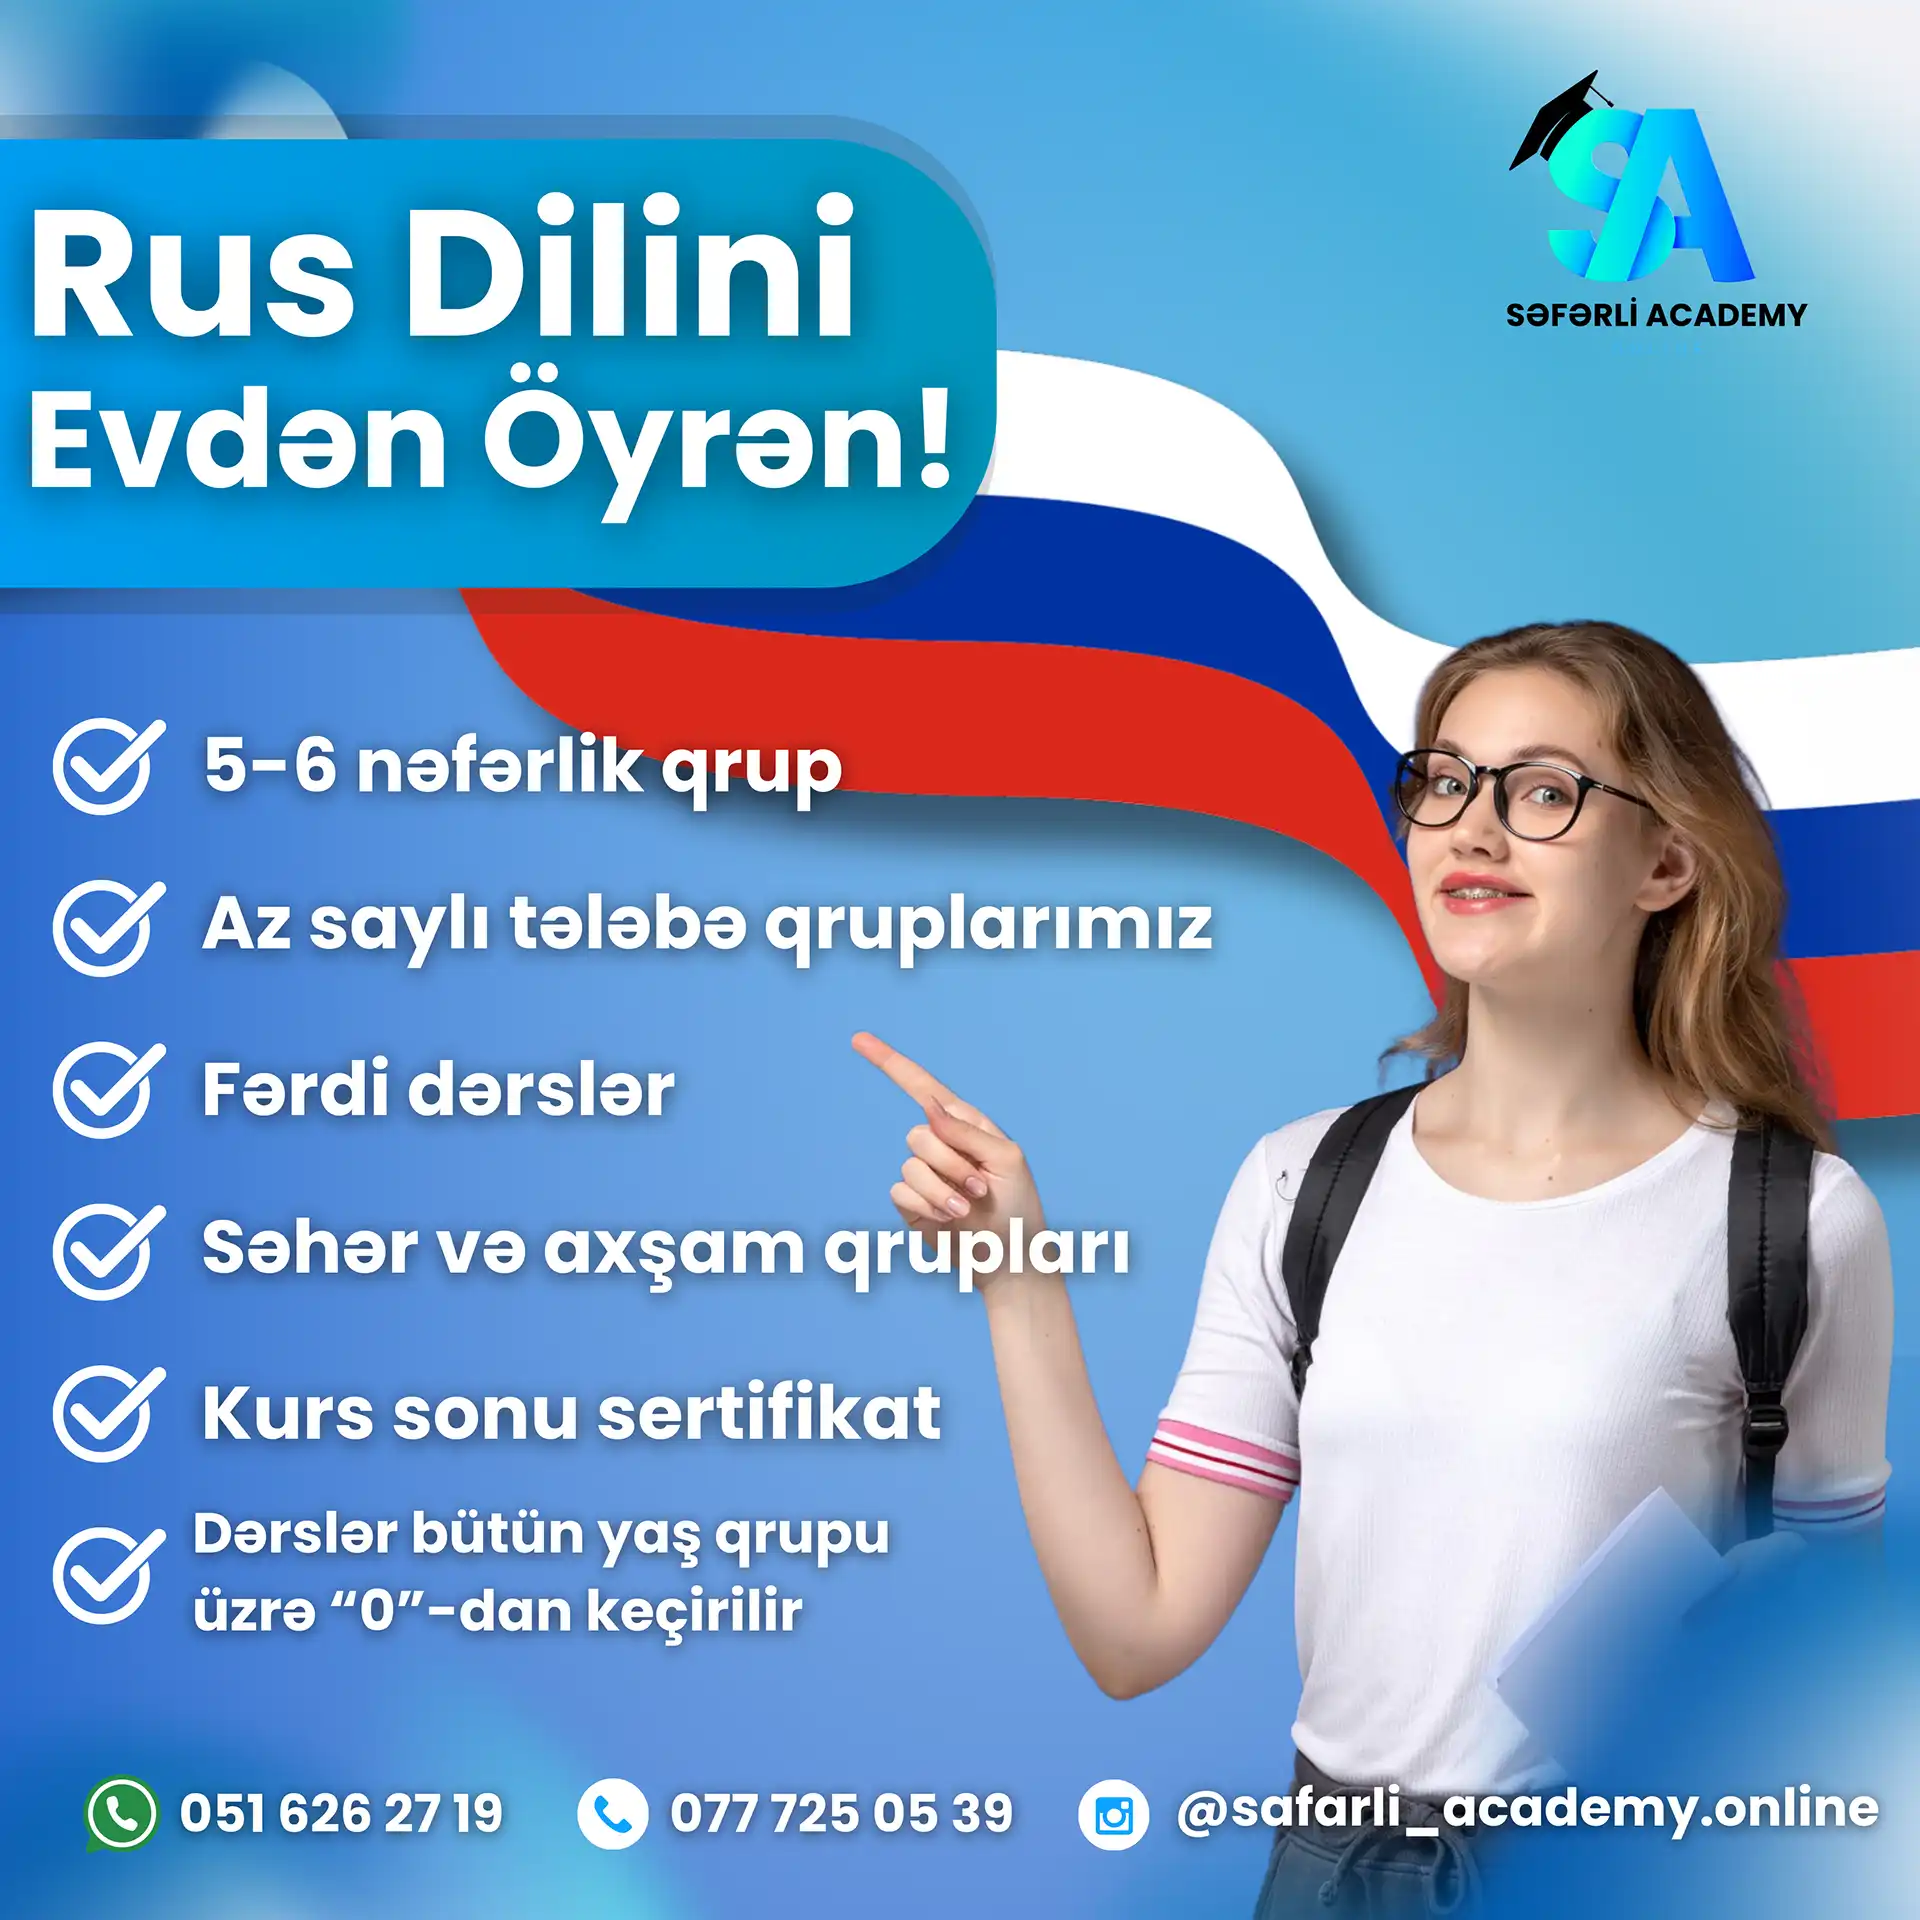 SA
SƏFƏRLİ ACADEMY
Rus Dilini
Evdən Öyrən!
5-6 nəfərlik qrup
Az saylı tələbə qruplarımız
Fərdi dərslər
Səhər və axşam qrupları
Kurs sonu sertifikat
Dərslər bütün yaş qrupu
üzrə “0”-dan keçirilir
051 626 27 19
077 725 05 39
@safarli_academy.online